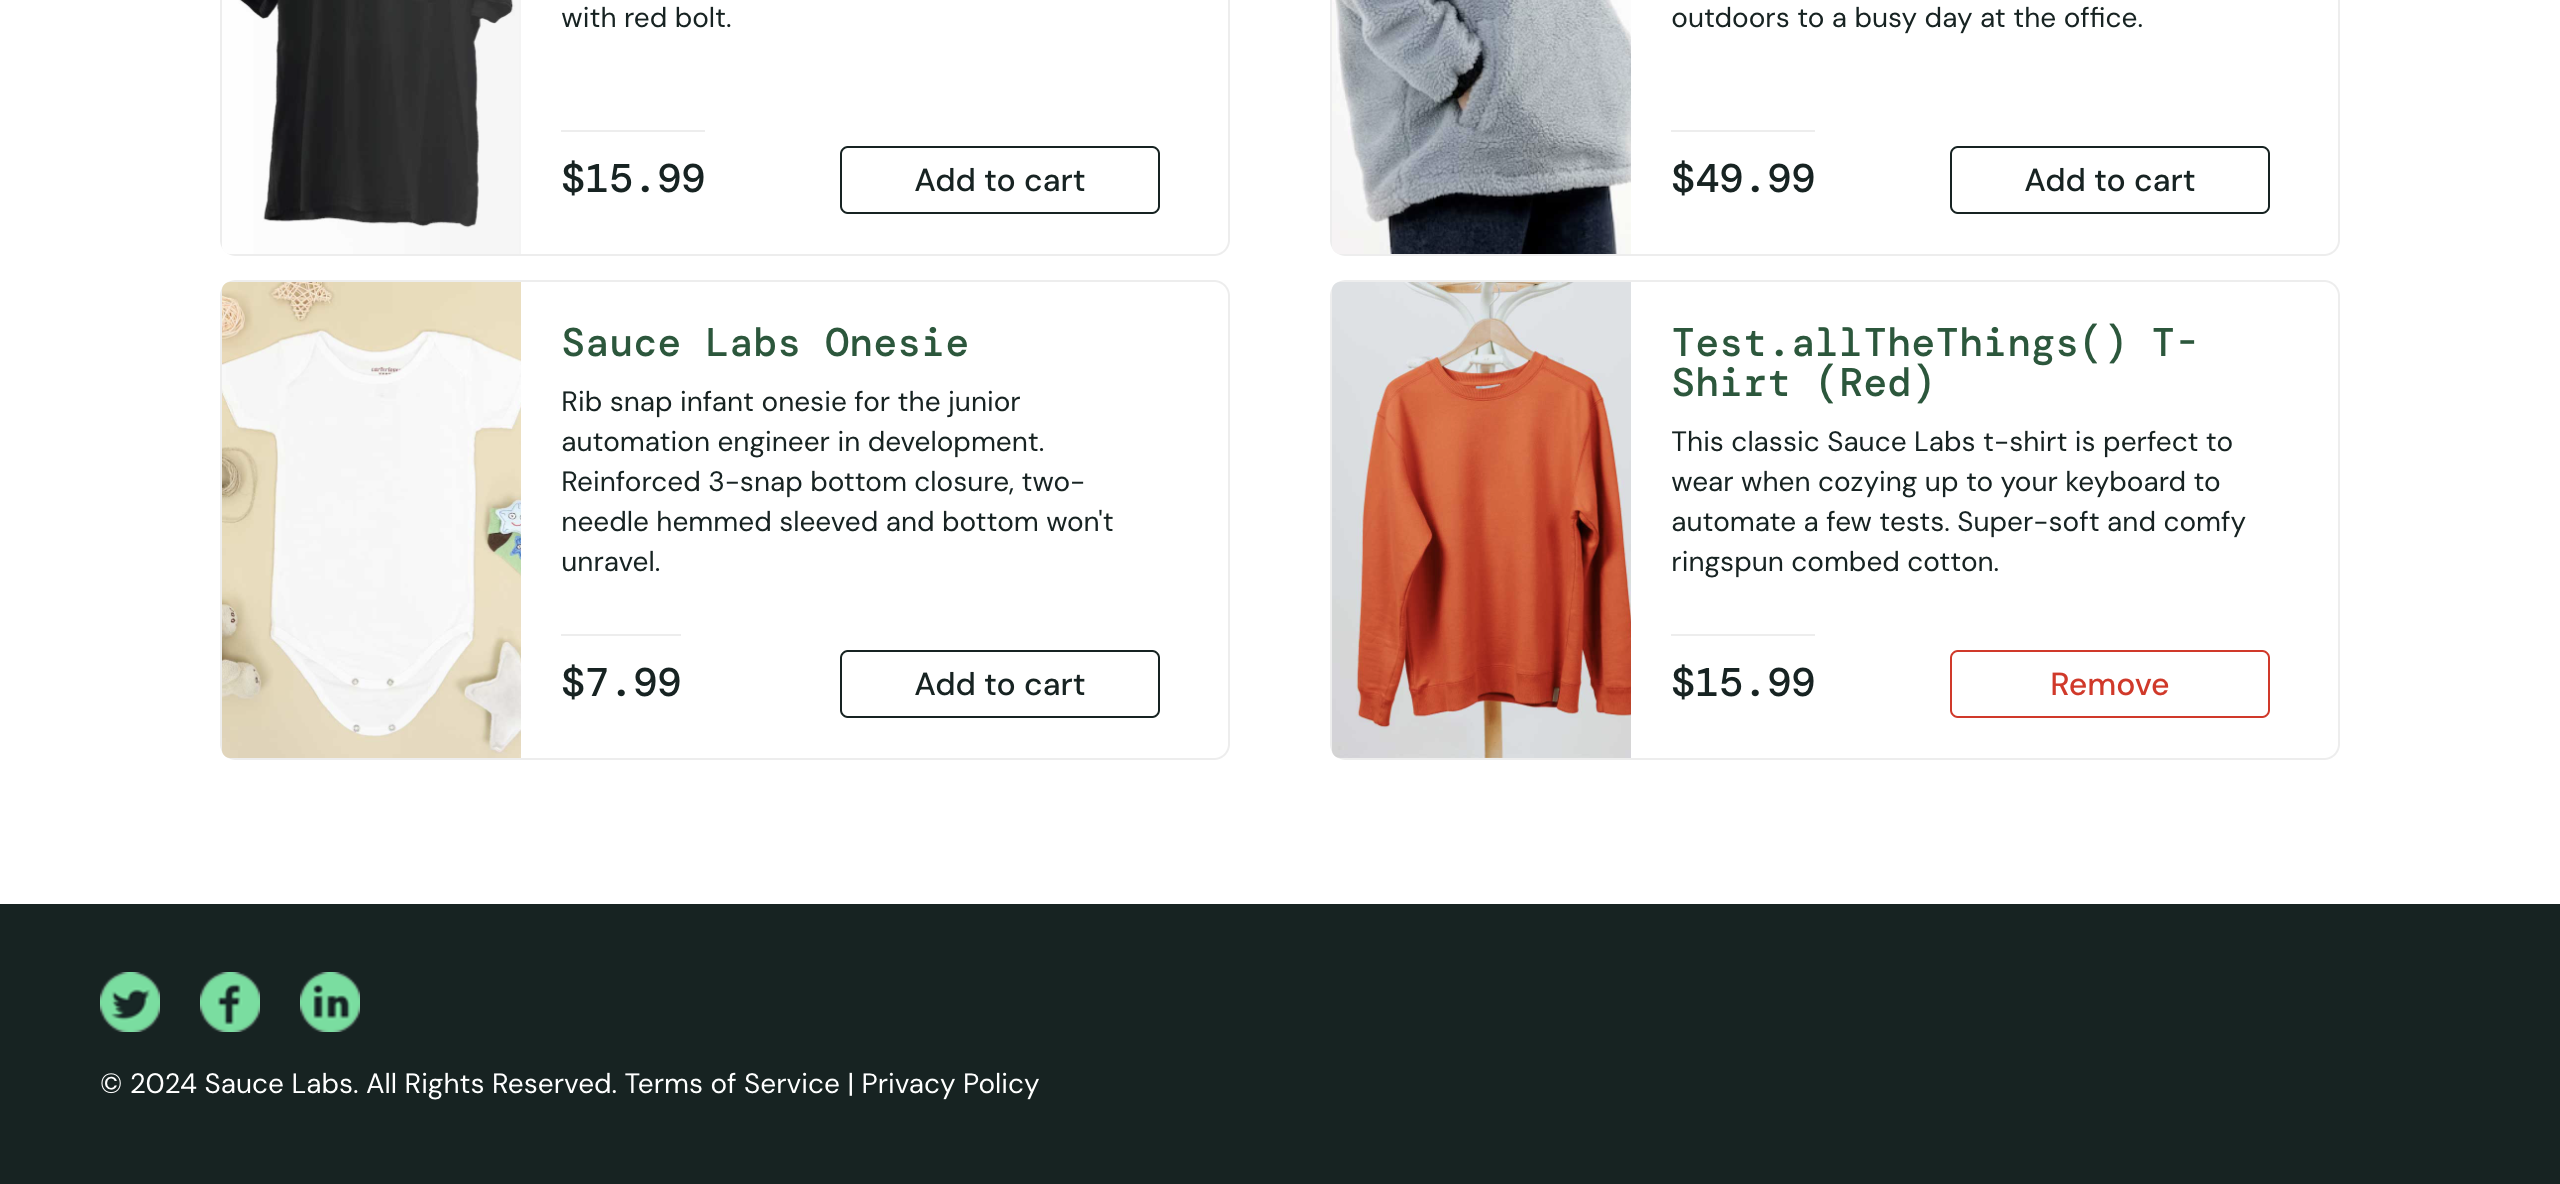 with red bolt.
$15.99
Add to cart
outdoors to a busy day at the office.
$49.99
Add to cart
Sauce Labs Onesie
Rib snap infant onesie for the junior
automation engineer in development.
Reinforced 3-snap bottom closure, two-
needle hemmed sleeved and bottom won't
unravel.
$7.99
Add to cart
Test.allTheThings() T-
Shirt (Red)
This classic Sauce Labs t-shirt is perfect to
wear when cozying up to your keyboard to
automate a few tests. Super-soft and comfy
ringspun combed cotton.
$15.99
Remove
f
in
© 2024 Sauce Labs. All Rights Reserved. Terms of Service | Privacy Policy